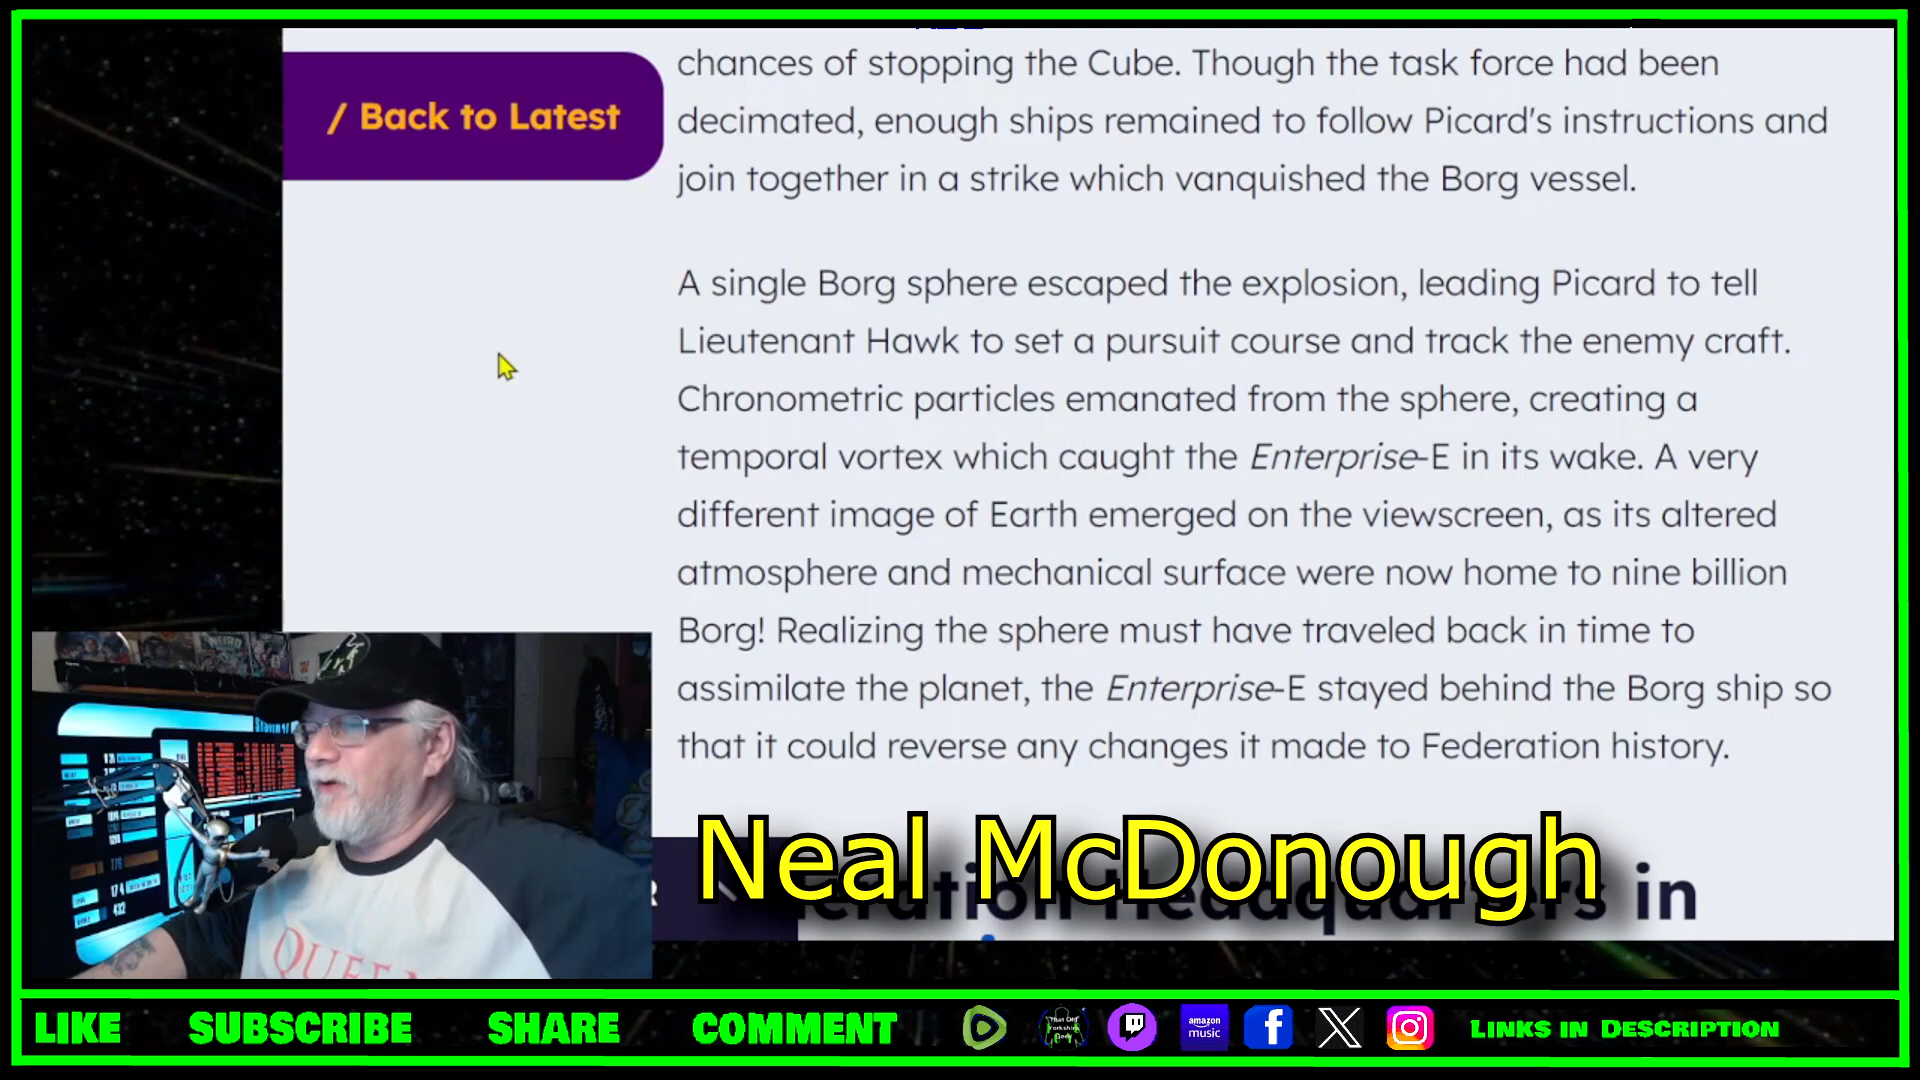 chances of stopping the Cube. Though the task force had been
/ Back to Latest
decimated, enough ships remained to follow Picard's instructions and
join together in a strike which vanquished the Borg vessel.
A single Borg sphere escaped the explosion, leading Picard to tell
Lieutenant Hawk to set a pursuit course and track the enemy craft.
Chronometric particles emanated from the sphere, creating a
temporal vortex which caught the Enterprise-E in its wake. A very
different image of Earth emerged on the viewscreen, as its altered
atmosphere and mechanical surface were now home to nine billion
Borg! Realizing the sphere must have traveled back in time to
assimilate the planet, the Enterprise-E stayed behind the Borg ship so
that it could reverse any changes it made to Federation history.
Neal McDonough
in
LIKE SUBSCRIBE SHARE COMMENT
amazon
music
LINKS IN DESCRIPTION